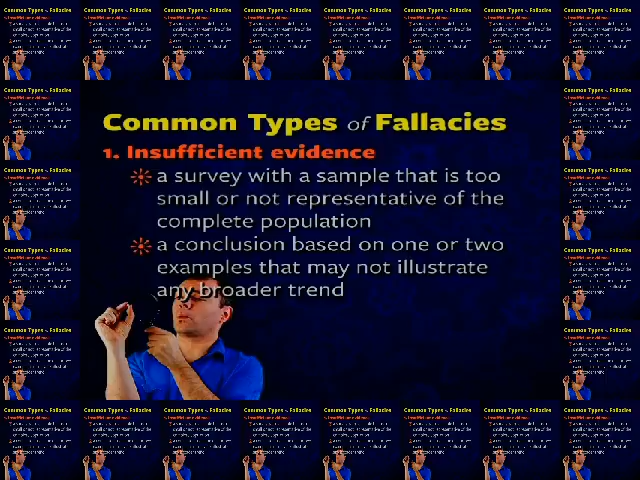 Common Types of Fallacies
1. Insufficient evidence
a survey with a sample that is too
small or not representative of the
complete population
a conclusion based on one or two
examples that may not illustrate
any broader trend